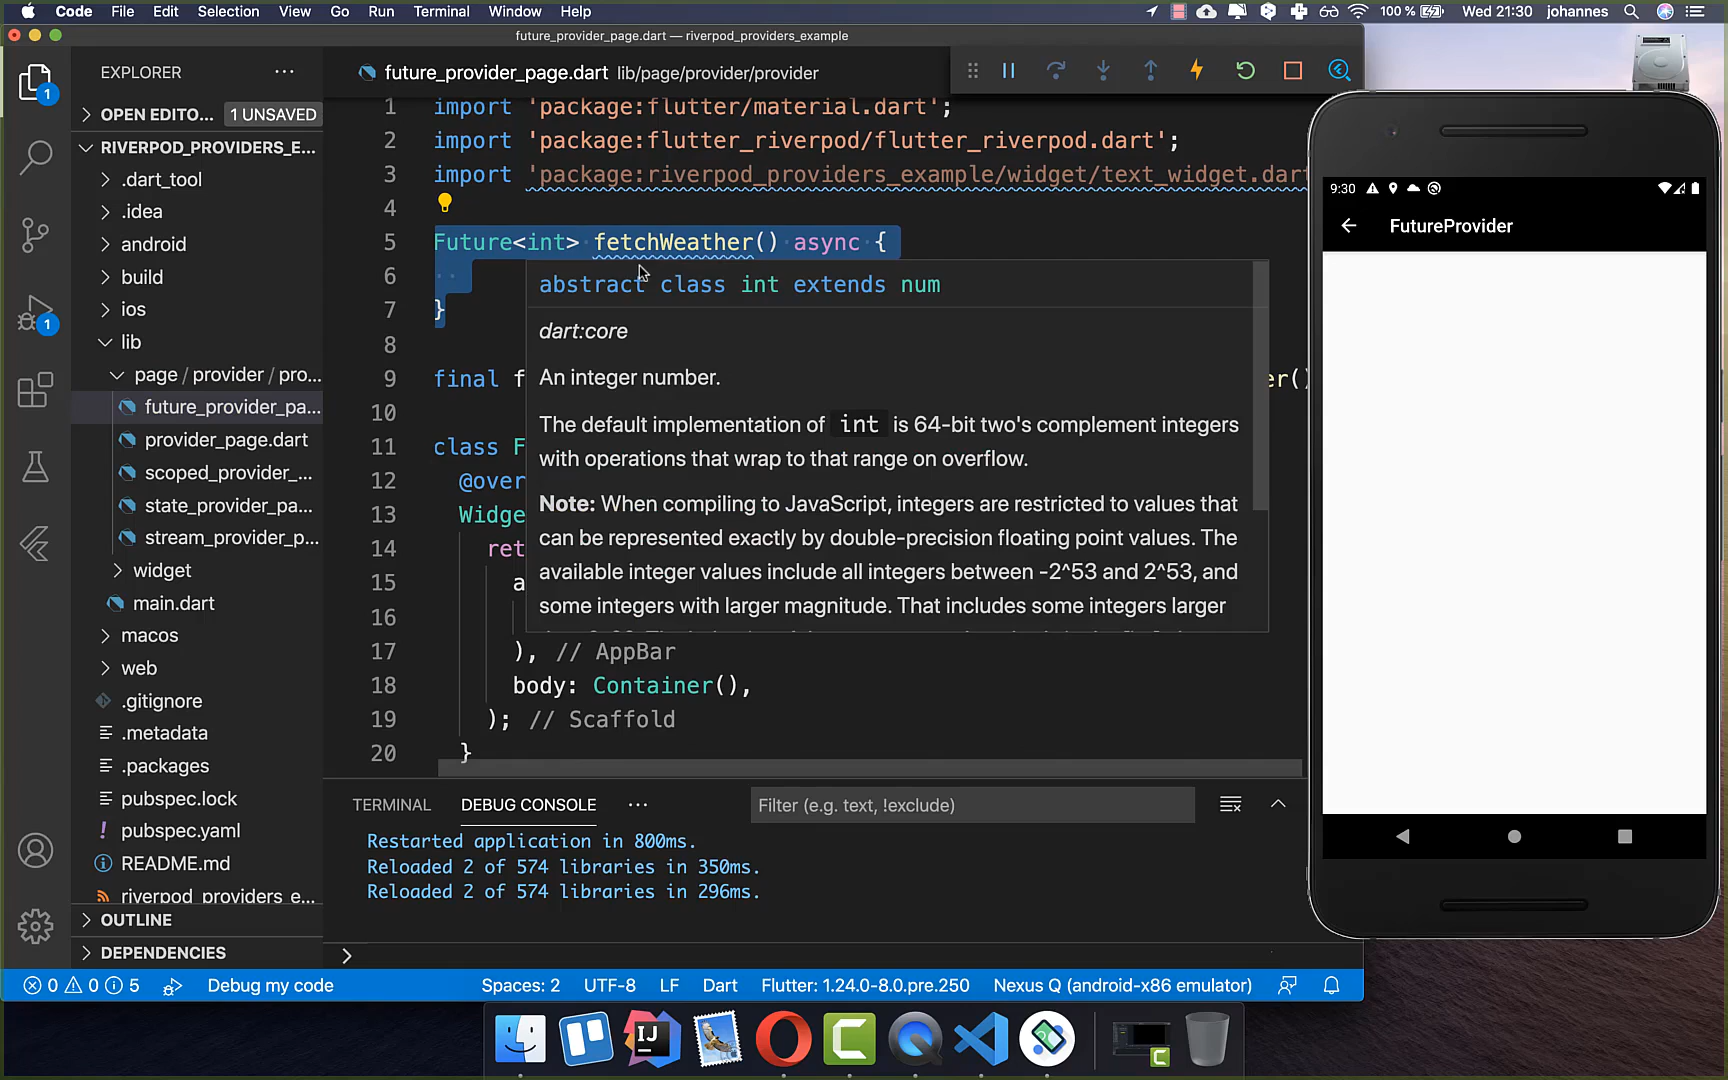 Code File Edit Selection View Go Run Terminal Window Help 100 % Wed 21:30 johannes
future_provider_page.dart — riverpod_providers_example
EXPLORER
future_provider_page.dart lib/page/provider/provider
OPEN EDITO... 1 UNSAVED
RIVERPOD_PROVIDERS_E...
.dart_tool
.idea
android
build
ios
lib
page / provider / pro...
future_provider_pa...
provider_page.dart
scoped_provider_...
state_provider_pa...
stream_provider_p...
widget
main.dart
macos
web
.gitignore
.metadata
.packages
pubspec.lock
pubspec.yaml
README.md
riverpod_providers_e...
OUTLINE
DEPENDENCIES
1
1
1 import 'package:flutter/material.dart';
2 import 'package:flutter_riverpod/flutter_riverpod.dart';
3 import 'package:riverpod_providers_example/widget/text_widget.dart
4
5 Future<int> fetchWeather() async {
6
7 }
8
9 final f er()
10
11 class F
12 @over
13 Widge
14 ret
15 a
16
17 ), // AppBar
18 body: Container(),
19 ); // Scaffold
20 }
abstract class int extends num
dart:core
An integer number.
The default implementation of int is 64-bit two's complement integers
with operations that wrap to that range on overflow.
Note: When compiling to JavaScript, integers are restricted to values that
can be represented exactly by double-precision floating point values. The
available integer values include all integers between -2^53 and 2^53, and
some integers with larger magnitude. That includes some integers larger
TERMINAL DEBUG CONSOLE Filter (e.g. text, !exclude)
Restarted application in 800ms.
Reloaded 2 of 574 libraries in 350ms.
Reloaded 2 of 574 libraries in 296ms.
0 0 5 Debug my code Spaces: 2 UTF-8 LF Dart Flutter: 1.24.0-8.0.pre.250 Nexus Q (android-x86 emulator)
9:30
FutureProvider
IJ